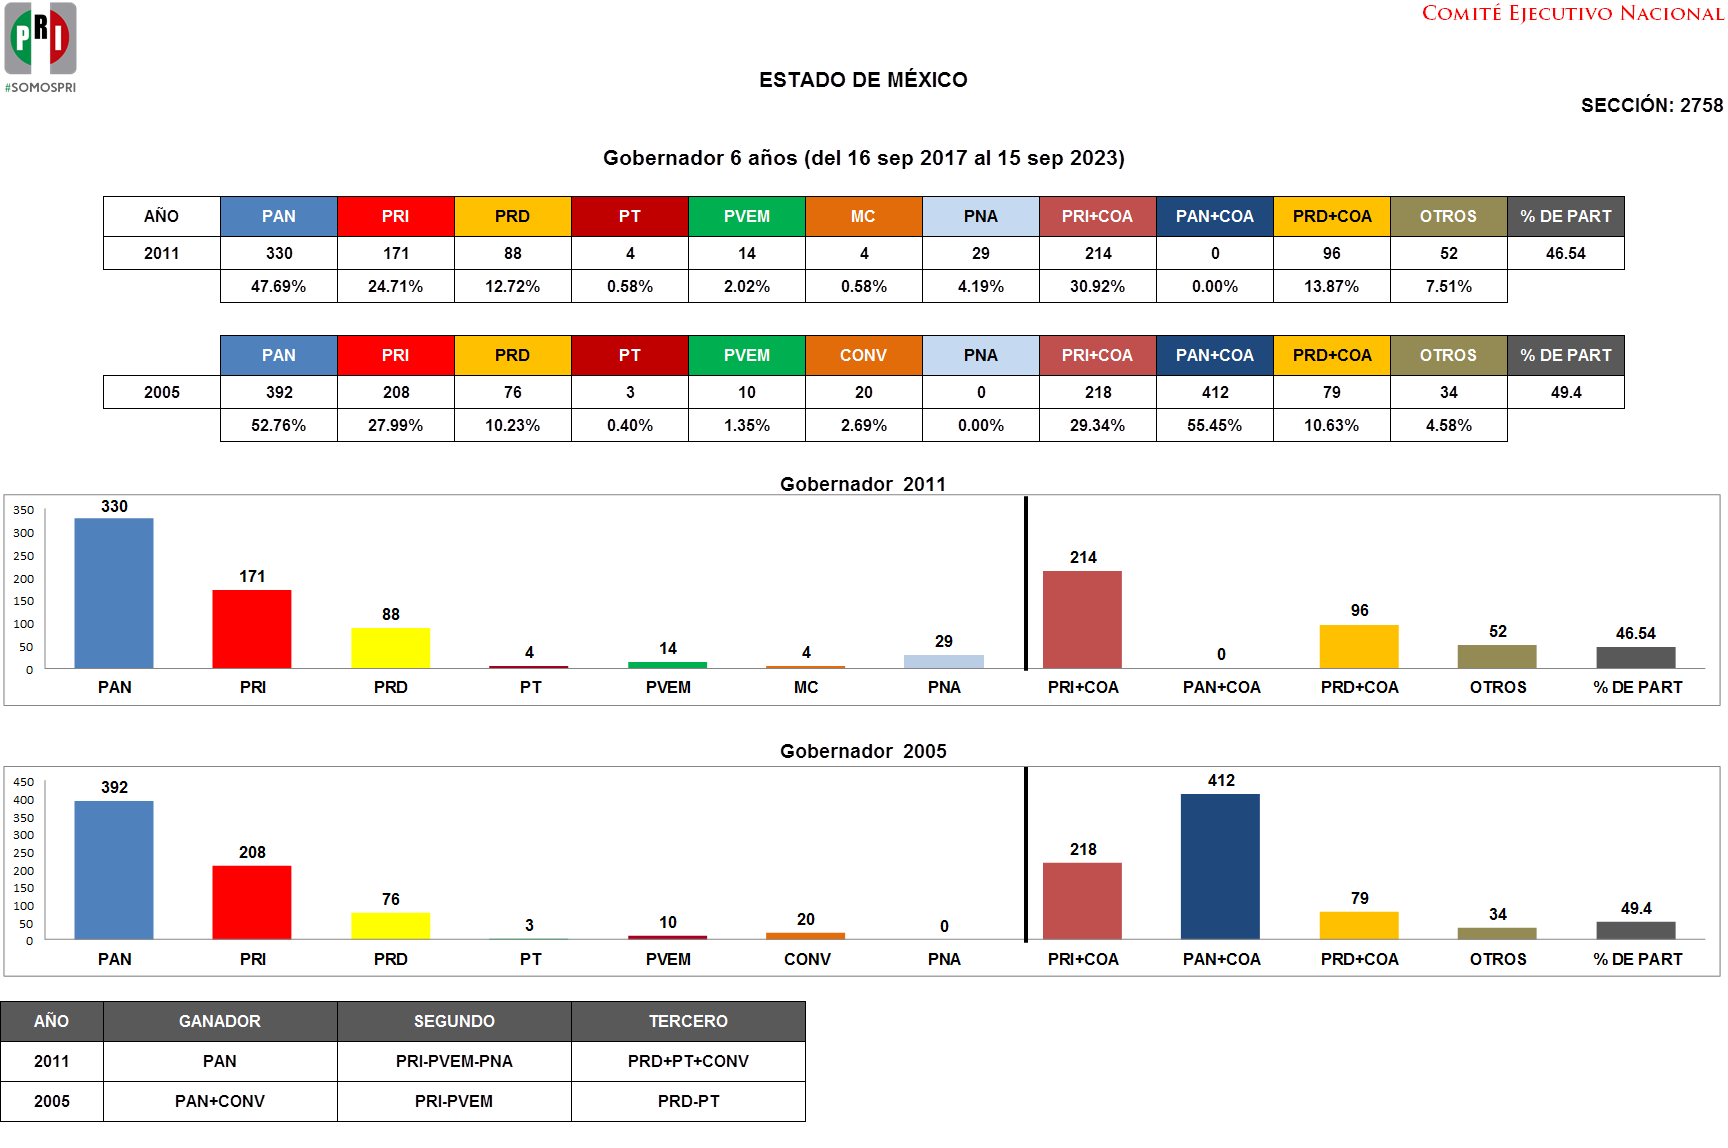 PRI
#SOMOSPRI
COMITÉ EJECUTIVO NACIONAL
ESTADO DE MÉXICO
SECCIÓN: 2758
Gobernador 6 años (del 16 sep 2017 al 15 sep 2023)
AÑO PAN PRI PRD PT PVEM MC PNA PRI+COA PAN+COA PRD+COA OTROS % DE PART
2011 330 171 88 4 14 4 29 214 0 96 52 46.54
47.69% 24.71% 12.72% 0.58% 2.02% 0.58% 4.19% 30.92% 0.00% 13.87% 7.51%
PAN PRI PRD PT PVEM CONV PNA PRI+COA PAN+COA PRD+COA OTROS % DE PART
2005 392 208 76 3 10 20 0 218 412 79 34 49.4
52.76% 27.99% 10.23% 0.40% 1.35% 2.69% 0.00% 29.34% 55.45% 10.63% 4.58%
Gobernador 2011
350
300
250
200
150
100
50
0
330 171 88 4 14 4 29 214 0 96 52 46.54
PAN PRI PRD PT PVEM MC PNA PRI+COA PAN+COA PRD+COA OTROS % DE PART
Gobernador 2005
450
400
350
300
250
200
150
100
50
0
392 208 76 3 10 20 0 218 412 79 34 49.4
PAN PRI PRD PT PVEM CONV PNA PRI+COA PAN+COA PRD+COA OTROS % DE PART
AÑO GANADOR SEGUNDO TERCERO
2011 PAN PRI-PVEM-PNA PRD+PT+CONV
2005 PAN+CONV PRI-PVEM PRD-PT